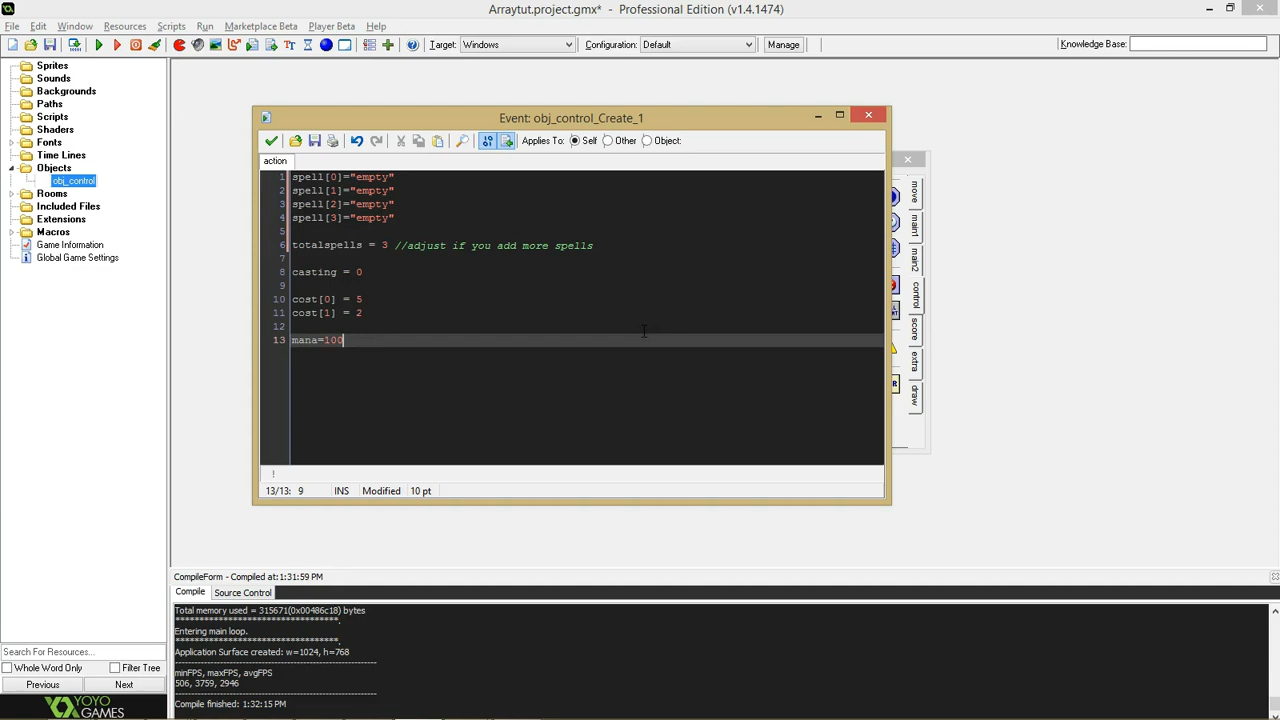 Arraytut.project.gmx* - Professional Edition (v1.4.1474)
File Edit Window Resources Scripts Run Marketplace Beta Player Beta Help
Target: Windows Configuration: Default Manage Knowledge Base:
Sprites
Sounds
Backgrounds
Paths
Scripts
Shaders
Fonts
Time Lines
Objects
obj_control
Rooms
Included Files
Extensions
Macros
Game Information
Global Game Settings
Event: obj_control_Create_1
Applies To: Self Other Object:
action
1 spell[0]="empty"
2 spell[1]="empty"
3 spell[2]="empty"
4 spell[3]="empty"
5
6 totalspells = 3 //adjust if you add more spells
7
8 casting = 0
9
10 cost[0] = 5
11 cost[1] = 2
12
13 mana=100
!
13/13: 9 INS Modified 10 pt
move
main1
main2
control
score
extra
draw
CompileForm - Compiled at:1:31:59 PM
Compile Source Control
Total memory used = 315671(0x00486c18) bytes
**********************************.
Entering main loop.
**********************************.
Application Surface created: w=1024, h=768
---------------------------------------------------------------
minFPS, maxFPS, avgFPS
506, 3759, 2946
---------------------------------------------------------------
Compile finished: 1:32:15 PM
Search For Resources...
Whole Word Only Filter Tree
Previous Next
YOYO
GAMES